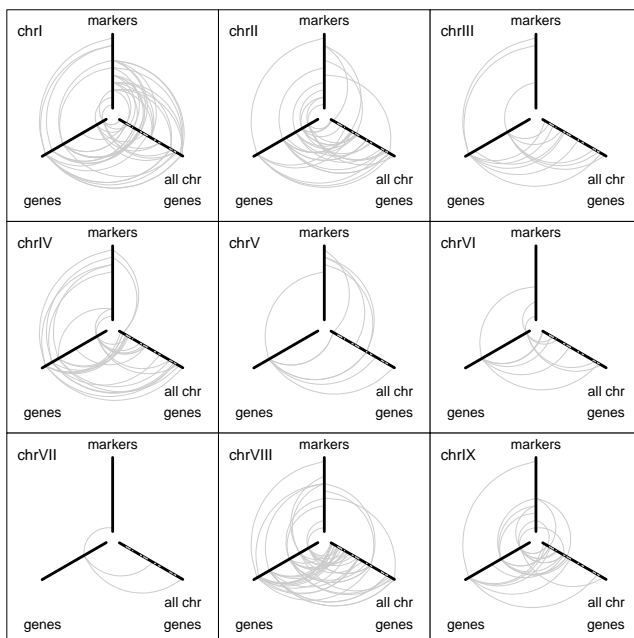 chrI
markers
genes
all chr
genes
chrII
markers
genes
all chr
genes
chrIII
markers
genes
all chr
genes
chrIV
markers
genes
all chr
genes
chrV
markers
genes
all chr
genes
chrVI
markers
genes
all chr
genes
chrVII
markers
genes
all chr
genes
chrVIII
markers
genes
all chr
genes
chrIX
markers
genes
all chr
genes